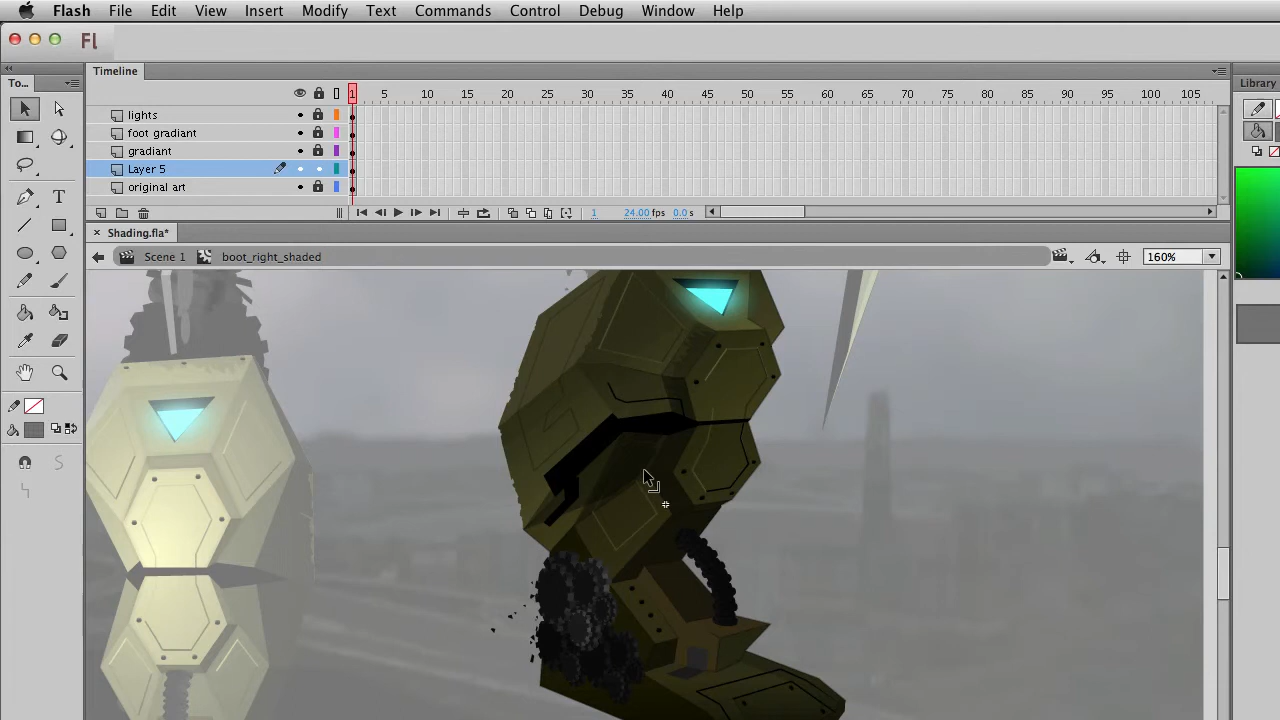 Flash File Edit View Insert Modify Text Commands Control Debug Window Help
Fl
To... Timeline Library
1 5 10 15 20 25 30 35 40 45 50 55 60 65 70 75 80 85 90 95 100 105
lights
foot gradiant
gradiant
Layer 5
original art
1 24.00 fps 0.0 s
Shading.fla*
Scene 1 boot_right_shaded 160%